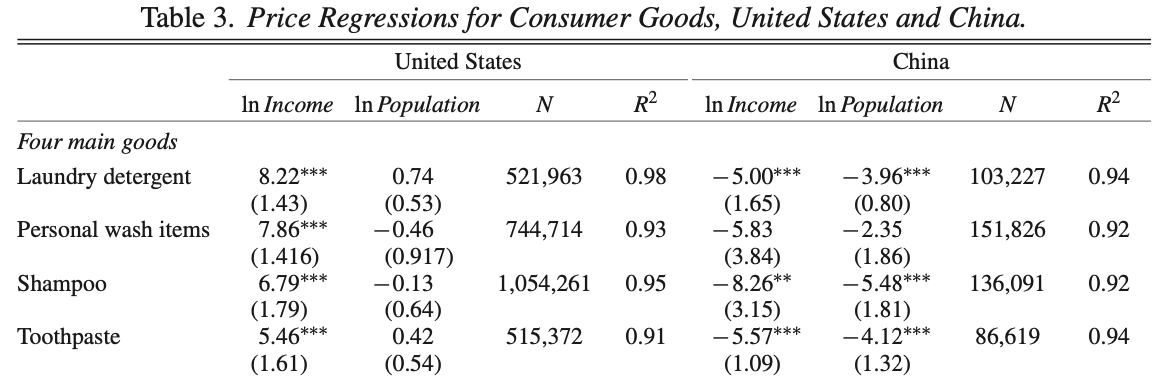 Table 3. Price Regressions for Consumer Goods, United States and China.
United States China
ln Income ln Population N R² ln Income ln Population N R²
Four main goods
Laundry detergent 8.22*** 0.74 521,963 0.98 −5.00*** −3.96*** 103,227 0.94
(1.43) (0.53) (1.65) (0.80)
Personal wash items 7.86*** −0.46 744,714 0.93 −5.83 −2.35 151,826 0.92
(1.416) (0.917) (3.84) (1.86)
Shampoo 6.79*** −0.13 1,054,261 0.95 −8.26** −5.48*** 136,091 0.92
(1.79) (0.64) (3.15) (1.81)
Toothpaste 5.46*** 0.42 515,372 0.91 −5.57*** −4.12*** 86,619 0.94
(1.61) (0.54) (1.09) (1.32)